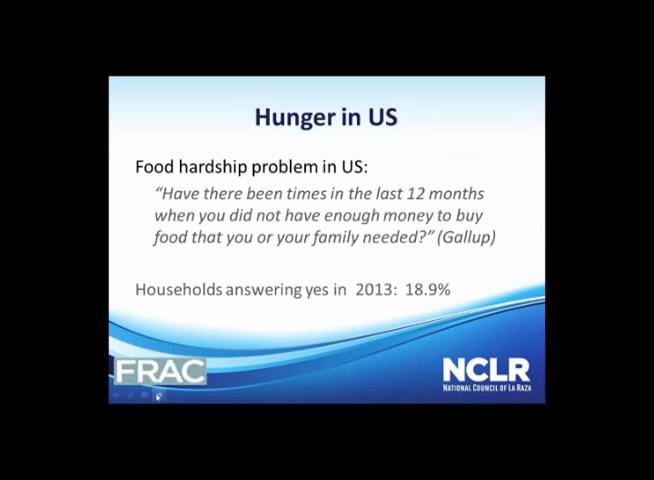 Hunger in US
Food hardship problem in US:
“Have there been times in the last 12 months
when you did not have enough money to buy
food that you or your family needed?” (Gallup)
Households answering yes in 2013: 18.9%
FRAC
NCLR
NATIONAL COUNCIL OF LA RAZA